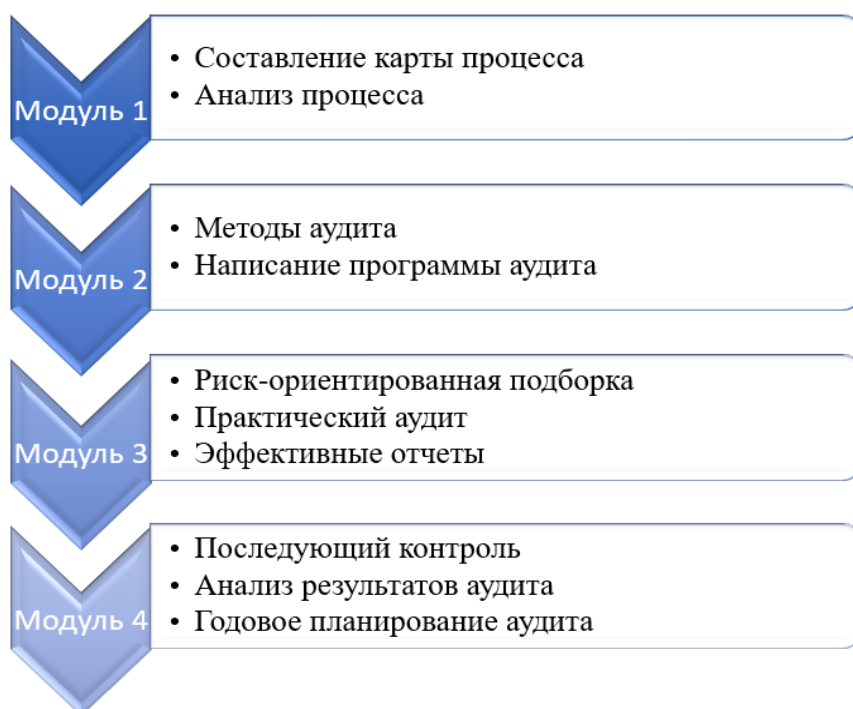 Модуль 1
• Составление карты процесса
• Анализ процесса
Модуль 2
• Методы аудита
• Написание программы аудита
Модуль 3
• Риск-ориентированная подборка
• Практический аудит
• Эффективные отчеты
Модуль 4
• Последующий контроль
• Анализ результатов аудита
• Годовое планирование аудита